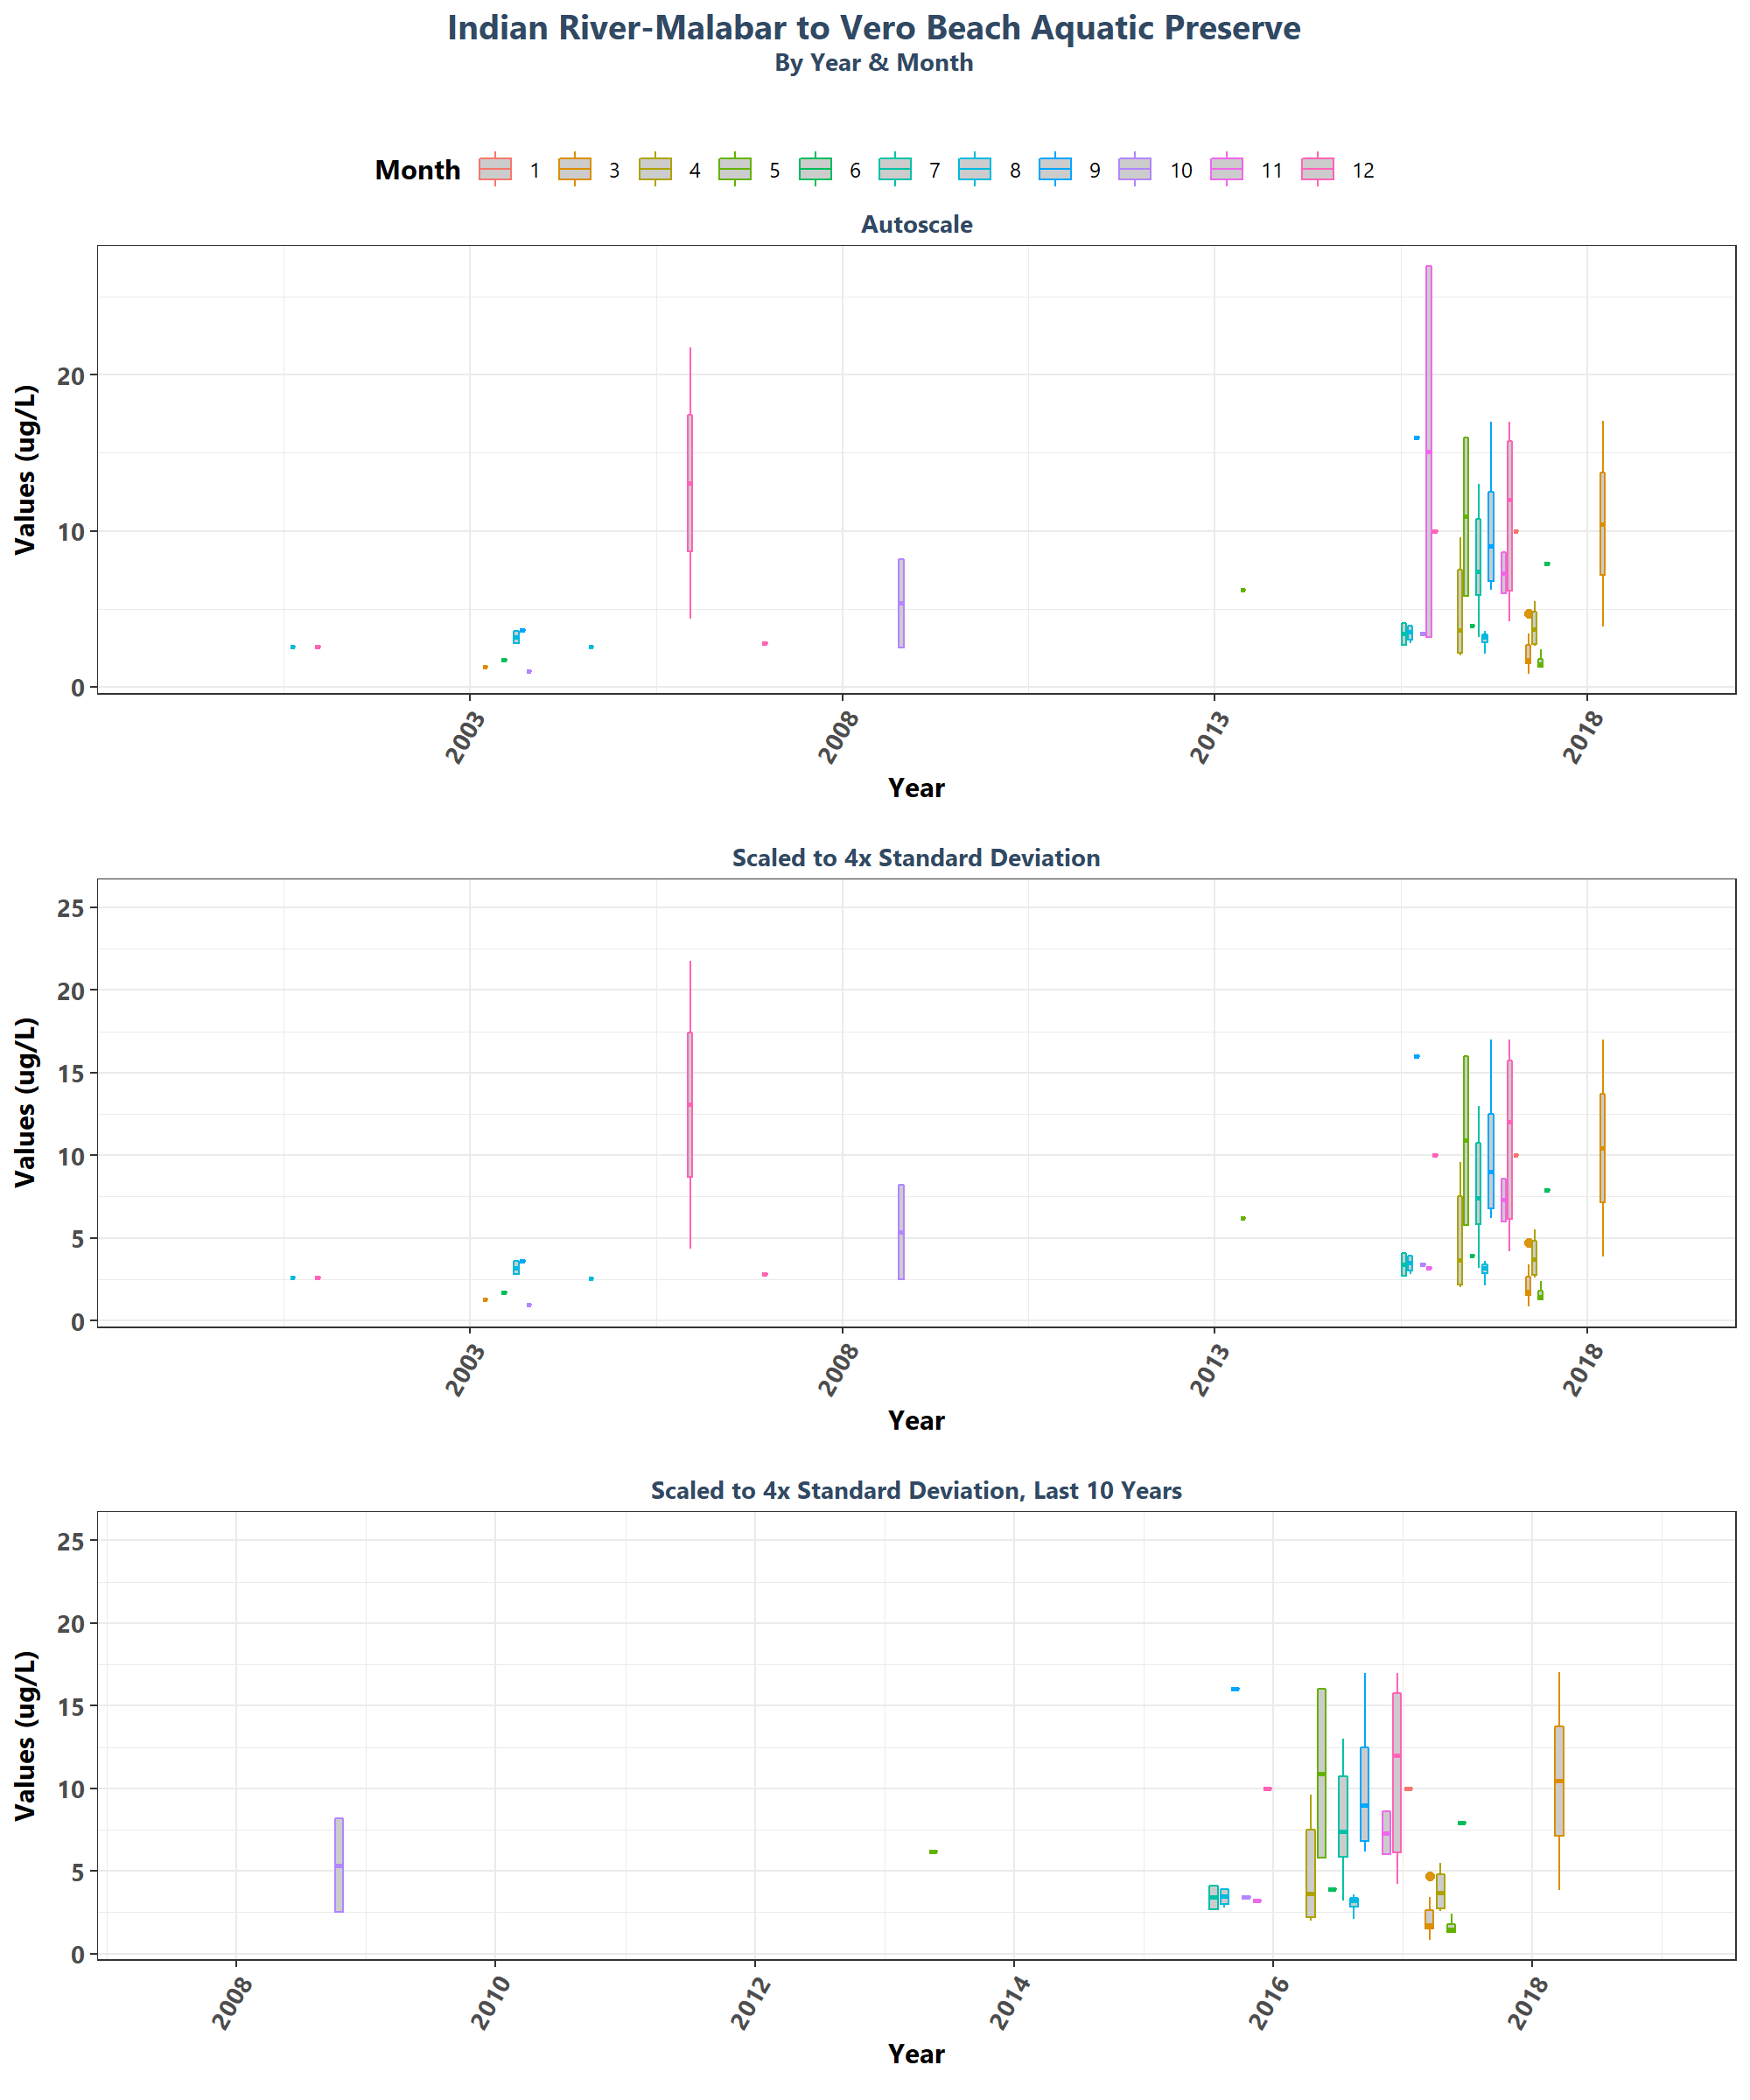 Indian River-Malabar to Vero Beach Aquatic Preserve
By Year & Month
Month 1 3 4 5 6 7 8 9 10 11 12
Autoscale
Values (ug/L)
20
10
0
2003 2008 2013 2018
Year
Scaled to 4x Standard Deviation
Values (ug/L)
25
20
15
10
5
0
2003 2008 2013 2018
Year
Scaled to 4x Standard Deviation, Last 10 Years
Values (ug/L)
25
20
15
10
5
0
2008 2010 2012 2014 2016 2018
Year